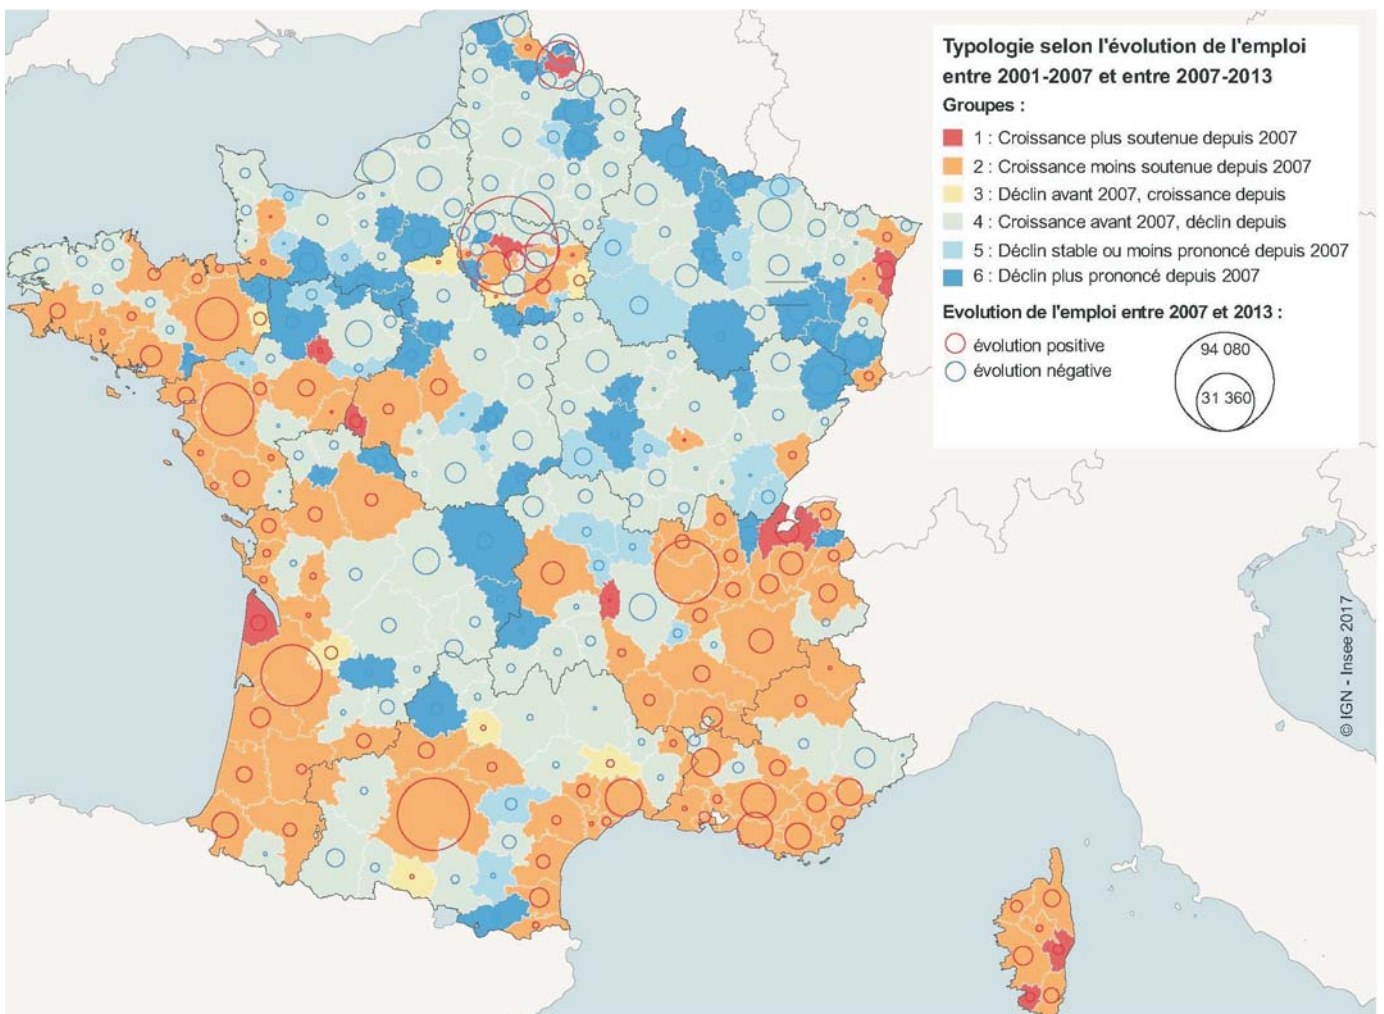 Typologie selon l'évolution de l'emploi
entre 2001-2007 et entre 2007-2013
Groupes :
1 : Croissance plus soutenue depuis 2007
2 : Croissance moins soutenue depuis 2007
3 : Déclin avant 2007, croissance depuis
4 : Croissance avant 2007, déclin depuis
5 : Déclin stable ou moins prononcé depuis 2007
6 : Déclin plus prononcé depuis 2007
Evolution de l'emploi entre 2007 et 2013 :
évolution positive
évolution négative
94 080
31 360
© IGN - Insee 2017